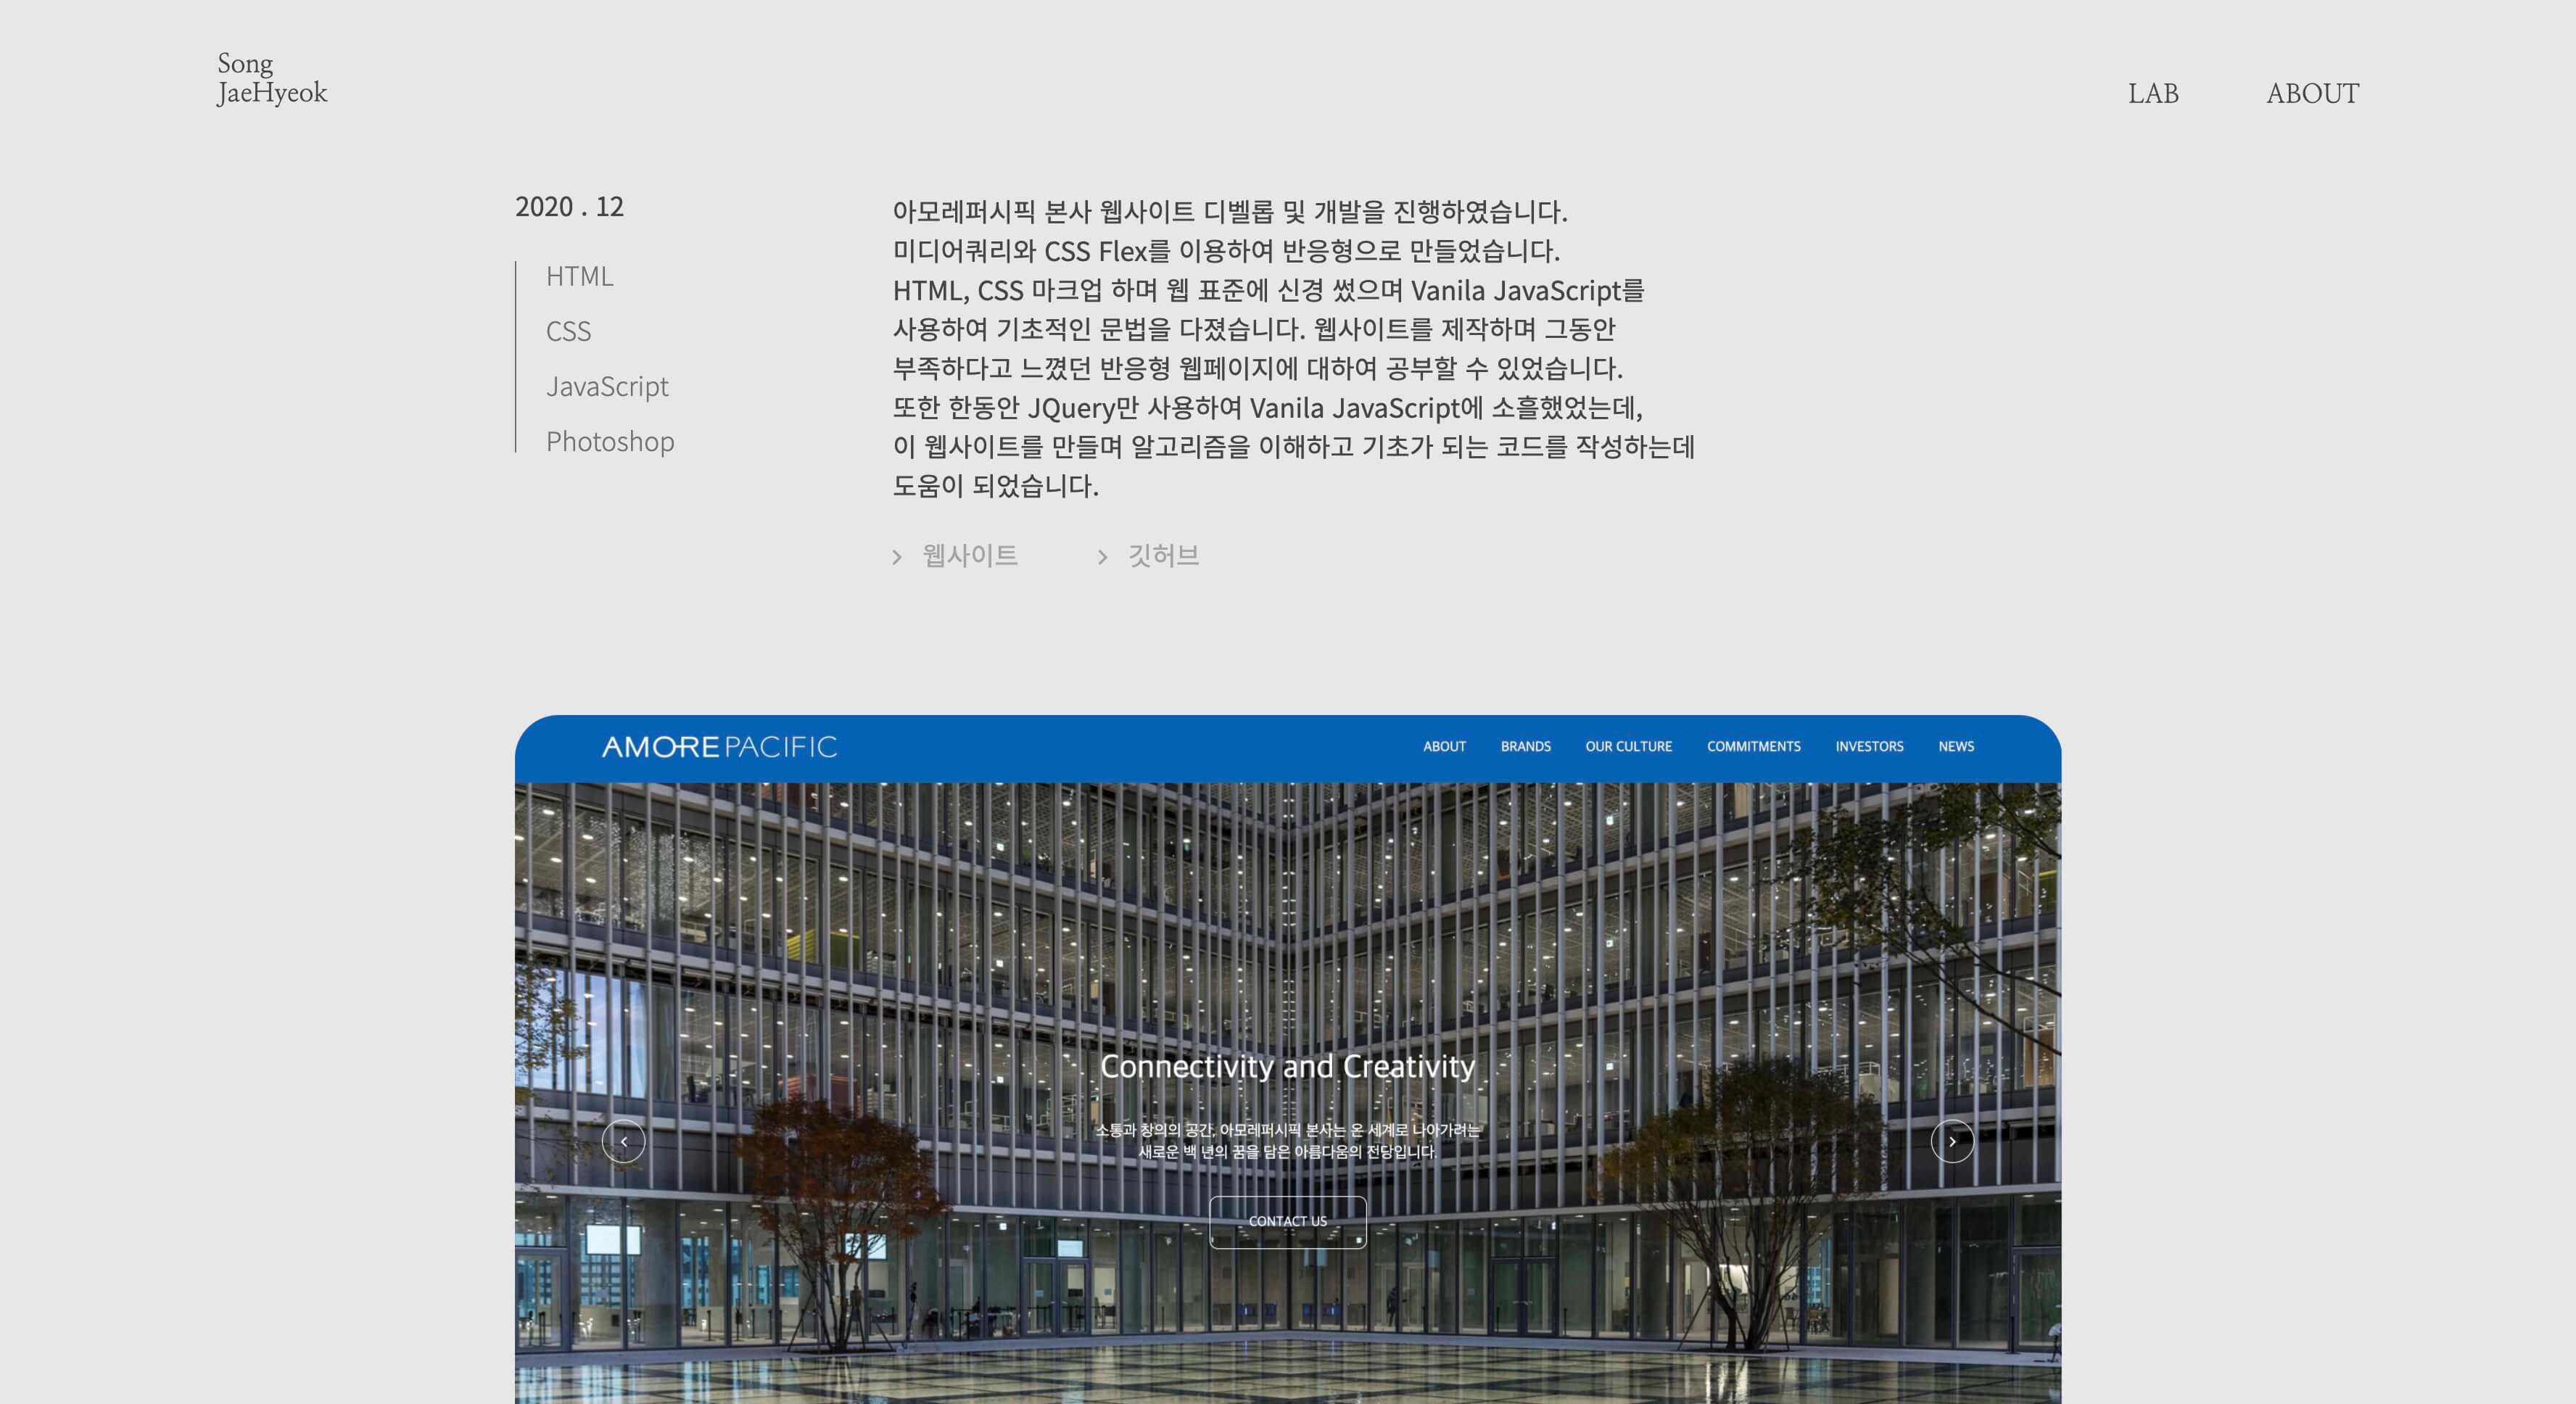 Song
JaeHyeok
LAB
ABOUT
2020 . 12
HTML
CSS
JavaScript
Photoshop
아모레퍼시픽 본사 웹사이트 디벨롭 및 개발을 진행하였습니다.
미디어쿼리와 CSS Flex를 이용하여 반응형으로 만들었습니다.
HTML, CSS 마크업 하며 웹 표준에 신경 썼으며 Vanila JavaScript를
사용하여 기초적인 문법을 다졌습니다. 웹사이트를 제작하며 그동안
부족하다고 느꼈던 반응형 웹페이지에 대하여 공부할 수 있었습니다.
또한 한동안 JQuery만 사용하여 Vanila JavaScript에 소흘했었는데,
이 웹사이트를 만들며 알고리즘을 이해하고 기초가 되는 코드를 작성하는데
도움이 되었습니다.
웹사이트
깃허브
AMOREPACIFIC
ABOUT
BRANDS
OUR CULTURE
COMMITMENTS
INVESTORS
NEWS
Connectivity and Creativity
소통과 창의의 공간, 아모레퍼시픽 본사는 온 세계로 나아가려는
새로운 백 년의 꿈을 담은 아름다움의 전당입니다.
CONTACT US